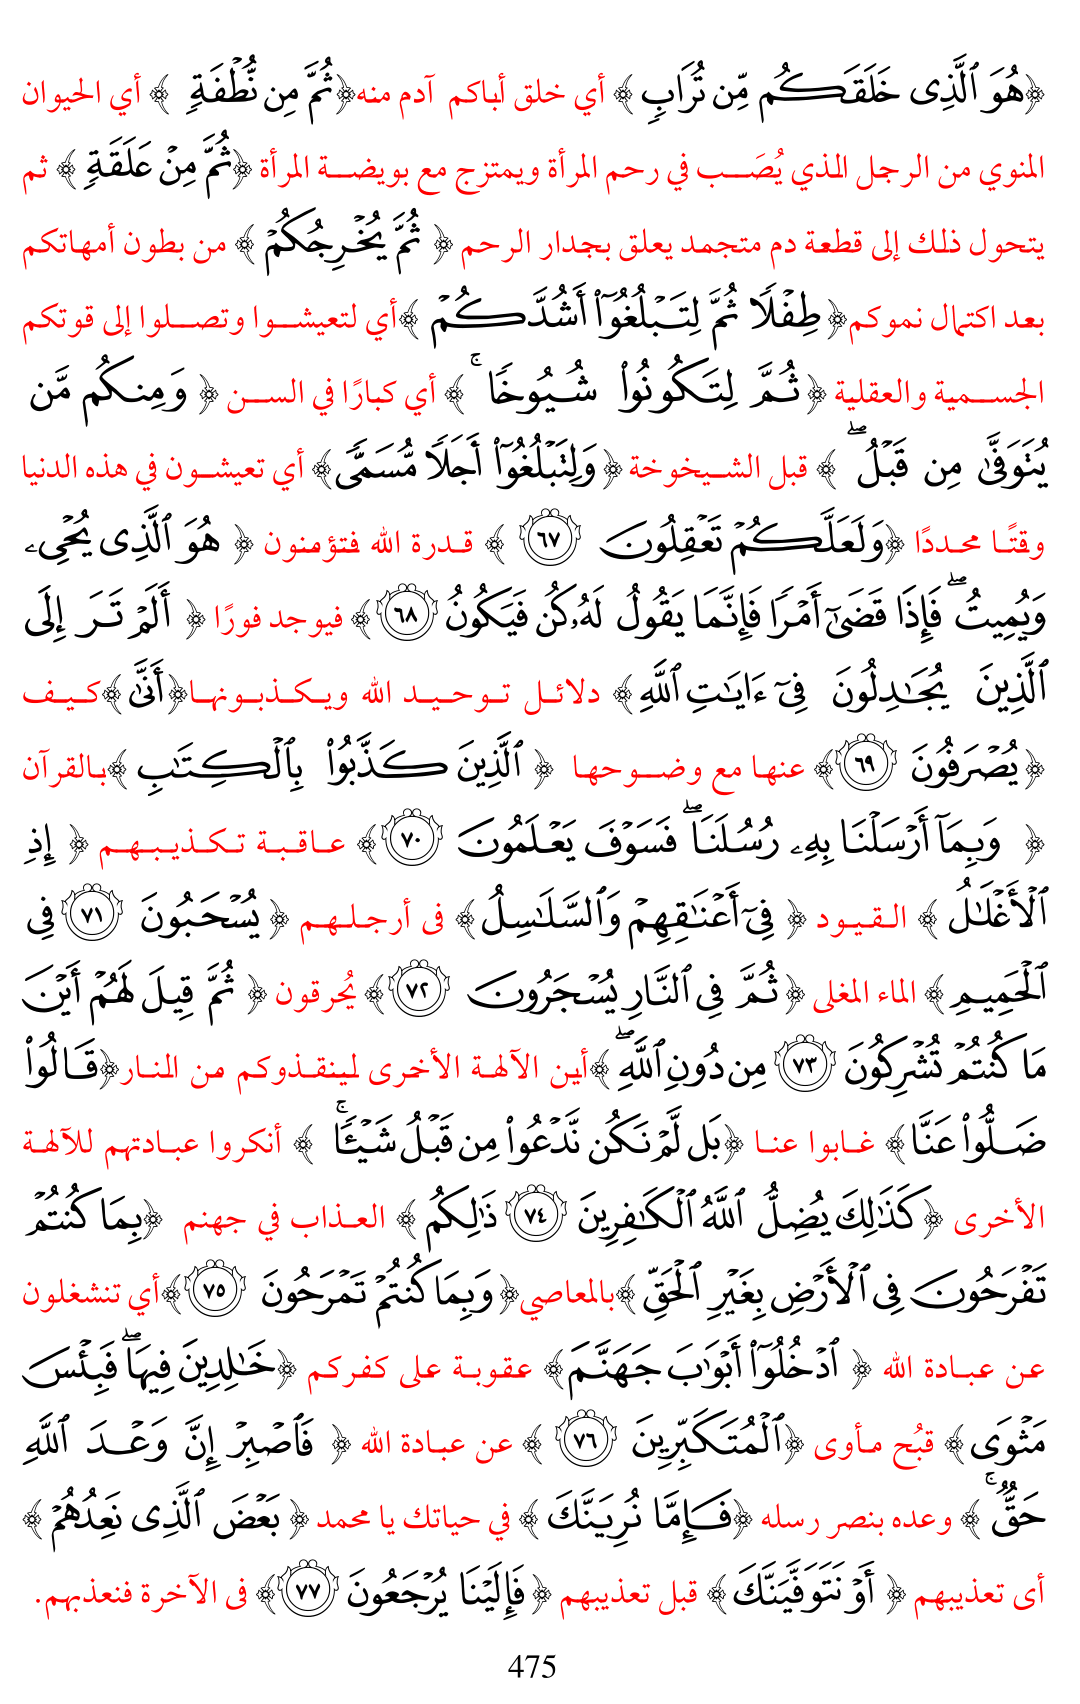 ﴿هُوَ ٱلَّذِى خَلَقَكُم مِّن تُرَابٍ ﴾ أي خلق أباكم آدم منه﴿ثُمَّ مِن نُّطْفَةٍ ﴾ أي الحيوان
المنوي من الرجل الذي يُصَب في رحم المرأة ويمتزج مع بويضة المرأة ﴿ثُمَّ مِنْ عَلَقَةٍ ﴾ ثم
يتحول ذلك إلى قطعة دم متجمد يعلق بجدار الرحم ﴿ ثُمَّ يُخْرِجُكُمْ ﴾ من بطون أمهاتكم
بعد اكتمال نموكم﴿طِفْلًا ثُمَّ لِتَبْلُغُوٓا۟ أَشُدَّكُمْ ﴾أي لتعيشوا وتصلوا إلى قوتكم
الجسمية والعقلية ﴿ ثُمَّ لِتَكُونُوا۟ شُيُوخًا ۚ ﴾ أي كبارًا في السن ﴿ وَمِنكُم مَّن
يُتَوَفَّىٰ مِن قَبْلُ ۖ ﴾ قبل الشيخوخة ﴿وَلِتَبْلُغُوٓا۟ أَجَلًا مُّسَمًّى﴾ أي تعيشون في هذه الدنيا
وقتًا محددًا ﴿وَلَعَلَّكُمْ تَعْقِلُونَ ٦٧ ﴾ قدرة الله فتؤمنون ﴿ هُوَ ٱلَّذِى يُحْىِۦ
وَيُمِيتُ ۖ فَإِذَا قَضَىٰٓ أَمْرًا فَإِنَّمَا يَقُولُ لَهُۥ كُن فَيَكُونُ ٦٨ ﴾ فيوجد فورًا ﴿ أَلَمْ تَرَ إِلَى
ٱلَّذِينَ يُجَـٰدِلُونَ فِىٓ ءَايَـٰتِ ٱللَّهِ ﴾ دلائل توحيد الله ويكذبونها﴿أَنَّىٰ﴾كيف
﴿يُصْرَفُونَ ٦٩ ﴾ عنها مع وضوحها ﴿ ٱلَّذِينَ كَذَّبُوا۟ بِٱلْكِتَـٰبِ ﴾بالقرآن
﴿ وَبِمَآ أَرْسَلْنَا بِهِۦ رُسُلَنَا ۖ فَسَوْفَ يَعْلَمُونَ ٧٠ ﴾ عاقبة تكذيبهم ﴿ إِذِ
ٱلْأَغْلَـٰلُ ﴾ القيود ﴿ فِىٓ أَعْنَـٰقِهِمْ وَٱلسَّلَـٰسِلُ﴾ فى أرجلهم ﴿ يُسْحَبُونَ ٧١ فِى
ٱلْحَمِيمِ ﴾ الماء المغلى ﴿ ثُمَّ فِى ٱلنَّارِ يُسْجَرُونَ ٧٢ ﴾ يُحرقون ﴿ ثُمَّ قِيلَ لَهُمْ أَيْنَ
مَا كُنتُمْ تُشْرِكُونَ ٧٣ مِن دُونِ ٱللَّهِ ۖ ﴾أين الآلهة الأخرى لمينقذوكم من النار﴿قَالُوا۟
ضَلُّوا۟ عَنَّا﴾ غابوا عنا ﴿بَل لَّمْ نَكُن نَّدْعُوا۟ مِن قَبْلُ شَيْـًٔا ۚ ﴾ أنكروا عبادتهم للآلهة
الأخرى ﴿كَذَٰلِكَ يُضِلُّ ٱللَّهُ ٱلْكَـٰفِرِينَ ٧٤ ذَٰلِكُم ﴾ العذاب في جهنم ﴿بِمَا كُنتُمْ
تَفْرَحُونَ فِى ٱلْأَرْضِ بِغَيْرِ ٱلْحَقِّ ﴾بالمعاصي﴿ وَبِمَا كُنتُمْ تَمْرَحُونَ ٧٥ ﴾أي تنشغلون
عن عبادة الله ﴿ ٱدْخُلُوٓا۟ أَبْوَٰبَ جَهَنَّمَ﴾ عقوبة على كفركم ﴿خَـٰلِدِينَ فِيهَا ۖ فَبِئْسَ
مَثْوَى ﴾ قبُح مأوى ﴿ٱلْمُتَكَبِّرِينَ ٧٦ ﴾ عن عبادة الله ﴿ فَٱصْبِرْ إِنَّ وَعْدَ ٱللَّهِ
حَقٌّ ۚ ﴾ وعده بنصر رسله ﴿فَإِمَّا نُرِيَنَّكَ ﴾ في حياتك يا محمد ﴿ بَعْضَ ٱلَّذِى نَعِدُهُمْ ﴾
أى تعذيبهم ﴿ أَوْ نَتَوَفَّيَنَّكَ ﴾ قبل تعذيبهم ﴿ فَإِلَيْنَا يُرْجَعُونَ ٧٧ ﴾ فى الآخرة فنعذبهم.
475